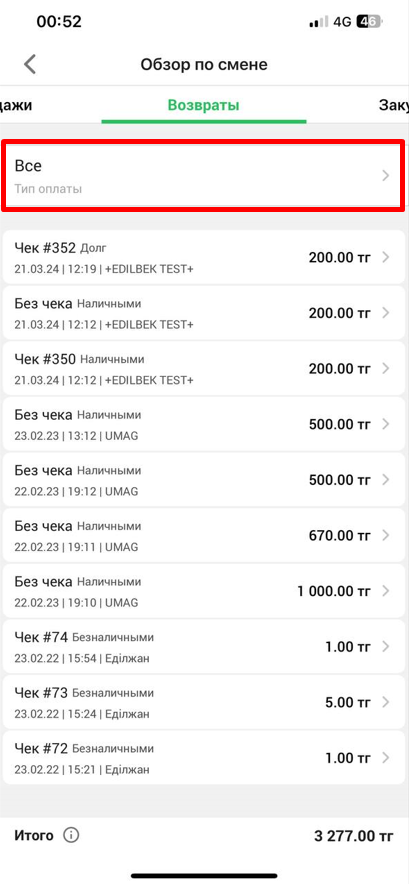 00:52 4G 46
Обзор по смене
дажи Возвраты Заку
Все
Тип оплаты
Чек #352 Долг
200.00 тг
21.03.24 | 12:19 | +EDILBEK TEST+
Без чека Наличными
200.00 тг
21.03.24 | 12:12 | +EDILBEK TEST+
Чек #350 Наличными
200.00 тг
21.03.24 | 12:12 | +EDILBEK TEST+
Без чека Наличными
500.00 тг
23.02.23 | 13:12 | UMAG
Без чека Наличными
500.00 тг
22.02.23 | 19:12 | UMAG
Без чека Наличными
670.00 тг
22.02.23 | 19:11 | UMAG
Без чека Наличными
1 000.00 тг
22.02.23 | 19:10 | UMAG
Чек #74 Безналичными
1.00 тг
23.02.22 | 15:54 | Еділжан
Чек #73 Безналичными
5.00 тг
23.02.22 | 15:24 | Еділжан
Чек #72 Безналичными
1.00 тг
23.02.22 | 15:21 | Еділжан
Итого 3 277.00 тг